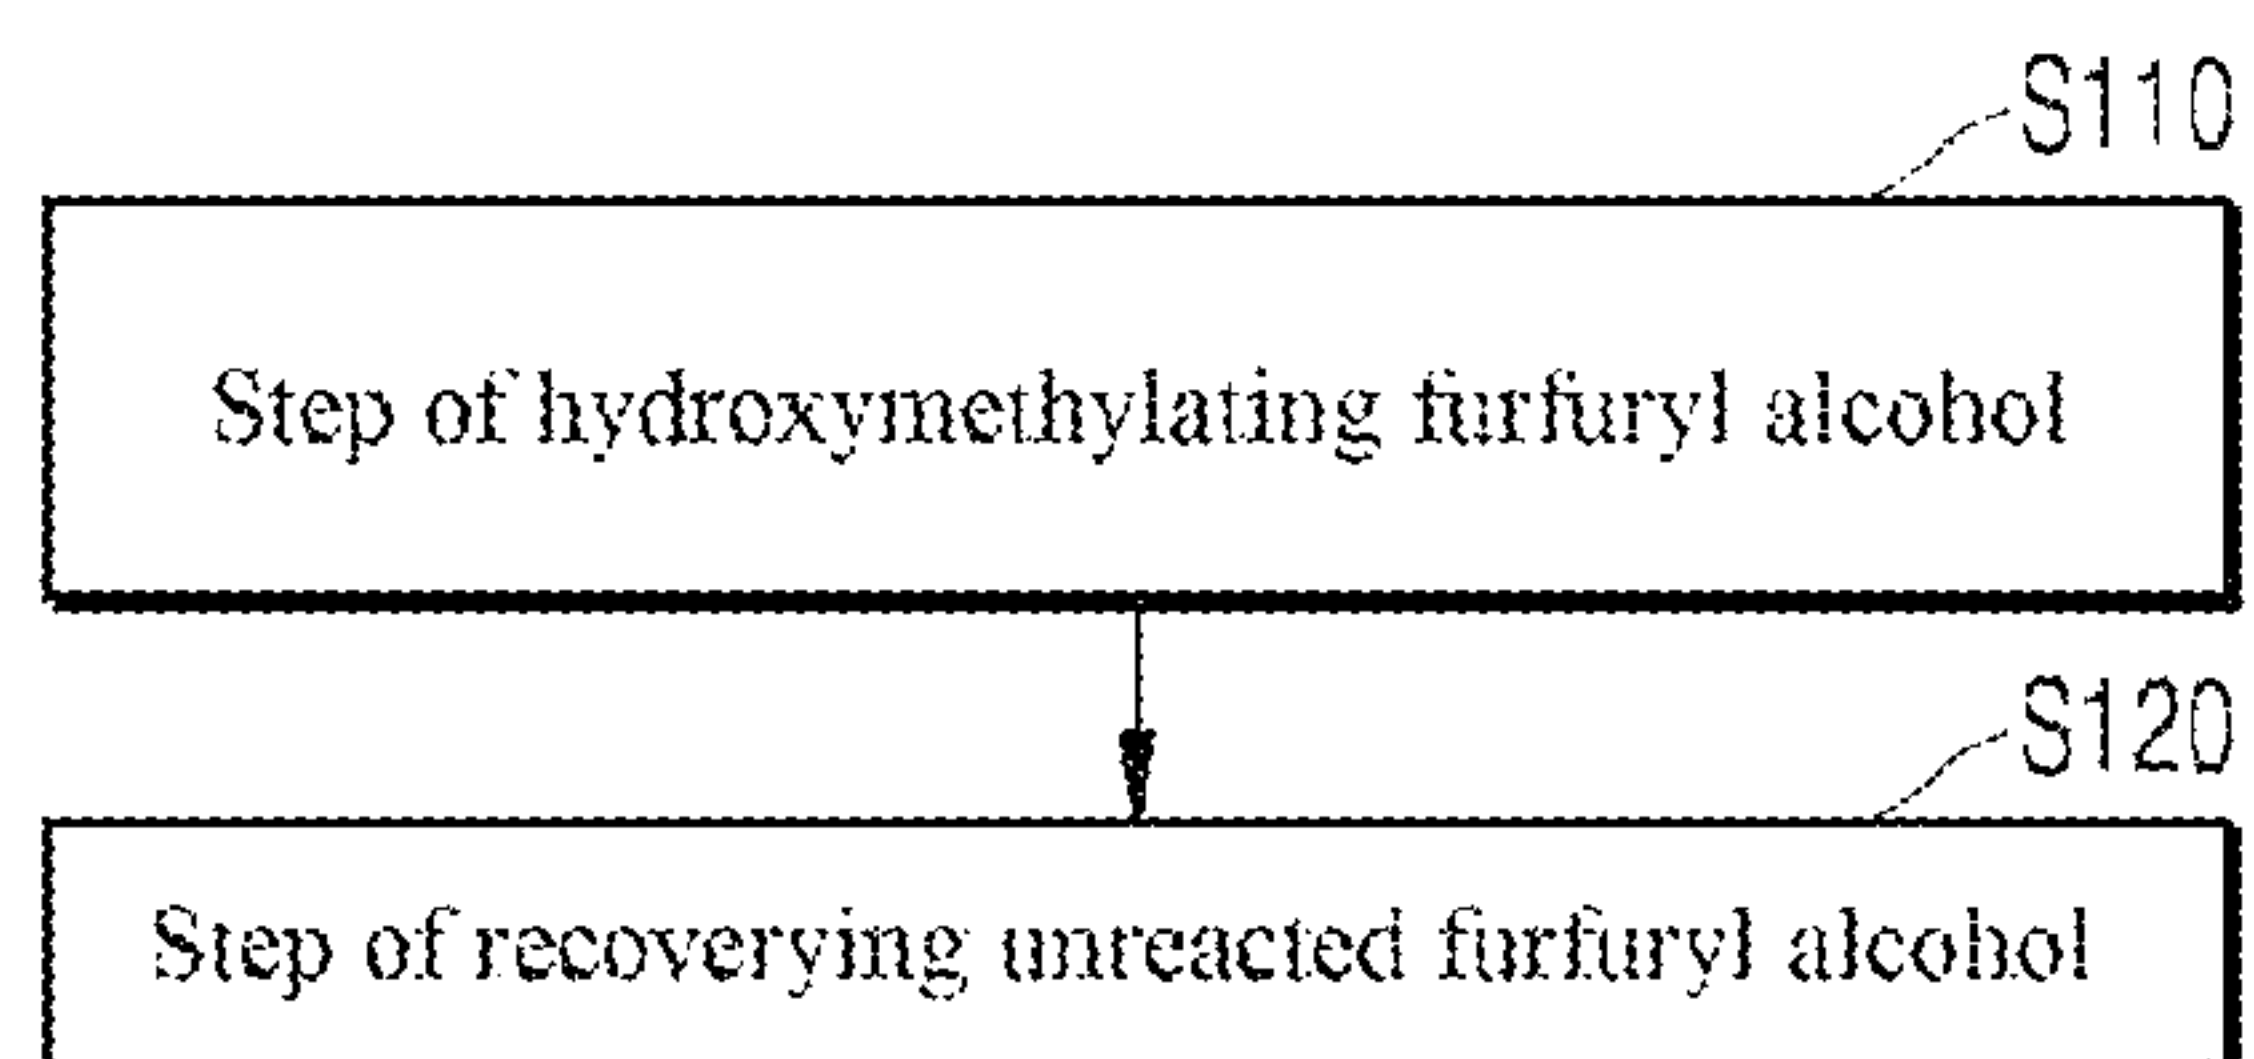 S110
Step of hydroxymethylating furfuryl alcohol
S120
Step of recoverying unreacted furfuryl alcohol